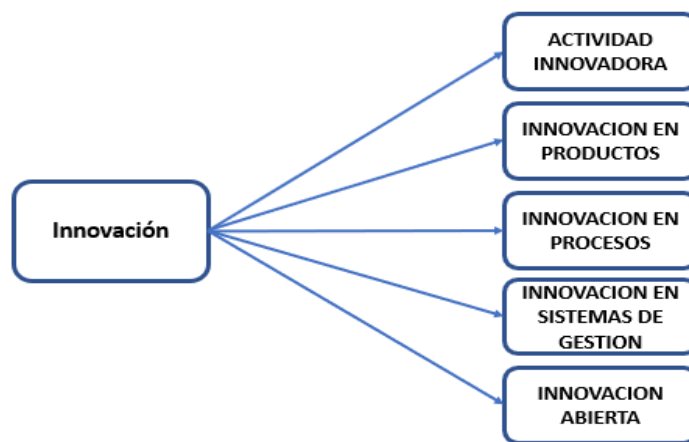 ACTIVIDAD
INNOVADORA
INNOVACION EN
PRODUCTOS
Innovación
INNOVACION EN
PROCESOS
INNOVACION EN
SISTEMAS DE
GESTION
INNOVACION
ABIERTA